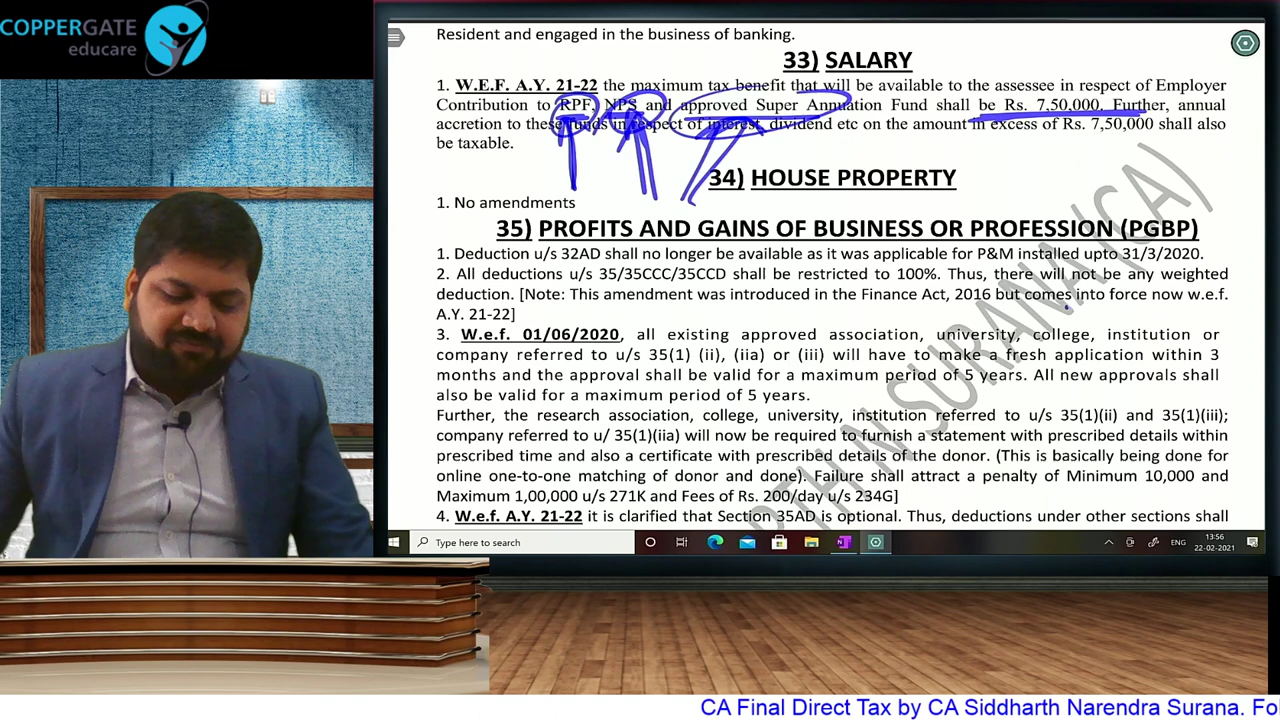 COPPERGATE
educare
Resident and engaged in the business of banking.
33) SALARY
1. W.E.F. A.Y. 21-22 the maximum tax benefit that will be available to the assessee in respect of Employer
Contribution to RPF, NPS and approved Super Annuation Fund shall be Rs. 7,50,000. Further, annual
accretion to these funds in respect of interest, dividend etc on the amount in excess of Rs. 7,50,000 shall also
be taxable.
34) HOUSE PROPERTY
1. No amendments
35) PROFITS AND GAINS OF BUSINESS OR PROFESSION (PGBP)
1. Deduction u/s 32AD shall no longer be available as it was applicable for P&M installed upto 31/3/2020.
2. All deductions u/s 35/35CCC/35CCD shall be restricted to 100%. Thus, there will not be any weighted
deduction. [Note: This amendment was introduced in the Finance Act, 2016 but comes into force now w.e.f.
A.Y. 21-22]
3. W.e.f. 01/06/2020, all existing approved association, university, college, institution or
company referred to u/s 35(1) (ii), (iia) or (iii) will have to make a fresh application within 3
months and the approval shall be valid for a maximum period of 5 years. All new approvals shall
also be valid for a maximum period of 5 years.
Further, the research association, college, university, institution referred to u/s 35(1)(ii) and 35(1)(iii);
company referred to u/ 35(1)(iia) will now be required to furnish a statement with prescribed details within
prescribed time and also a certificate with prescribed details of the donor. (This is basically being done for
online one-to-one matching of donor and done). Failure shall attract a penalty of Minimum 10,000 and
Maximum 1,00,000 u/s 271K and Fees of Rs. 200/day u/s 234G]
4. W.e.f. A.Y. 21-22 it is clarified that Section 35AD is optional. Thus, deductions under other sections shall
RTH N SURANA (CA)
Type here to search
ENG
13:56
22-02-2021
CA Final Direct Tax by CA Siddharth Narendra Surana. Fo